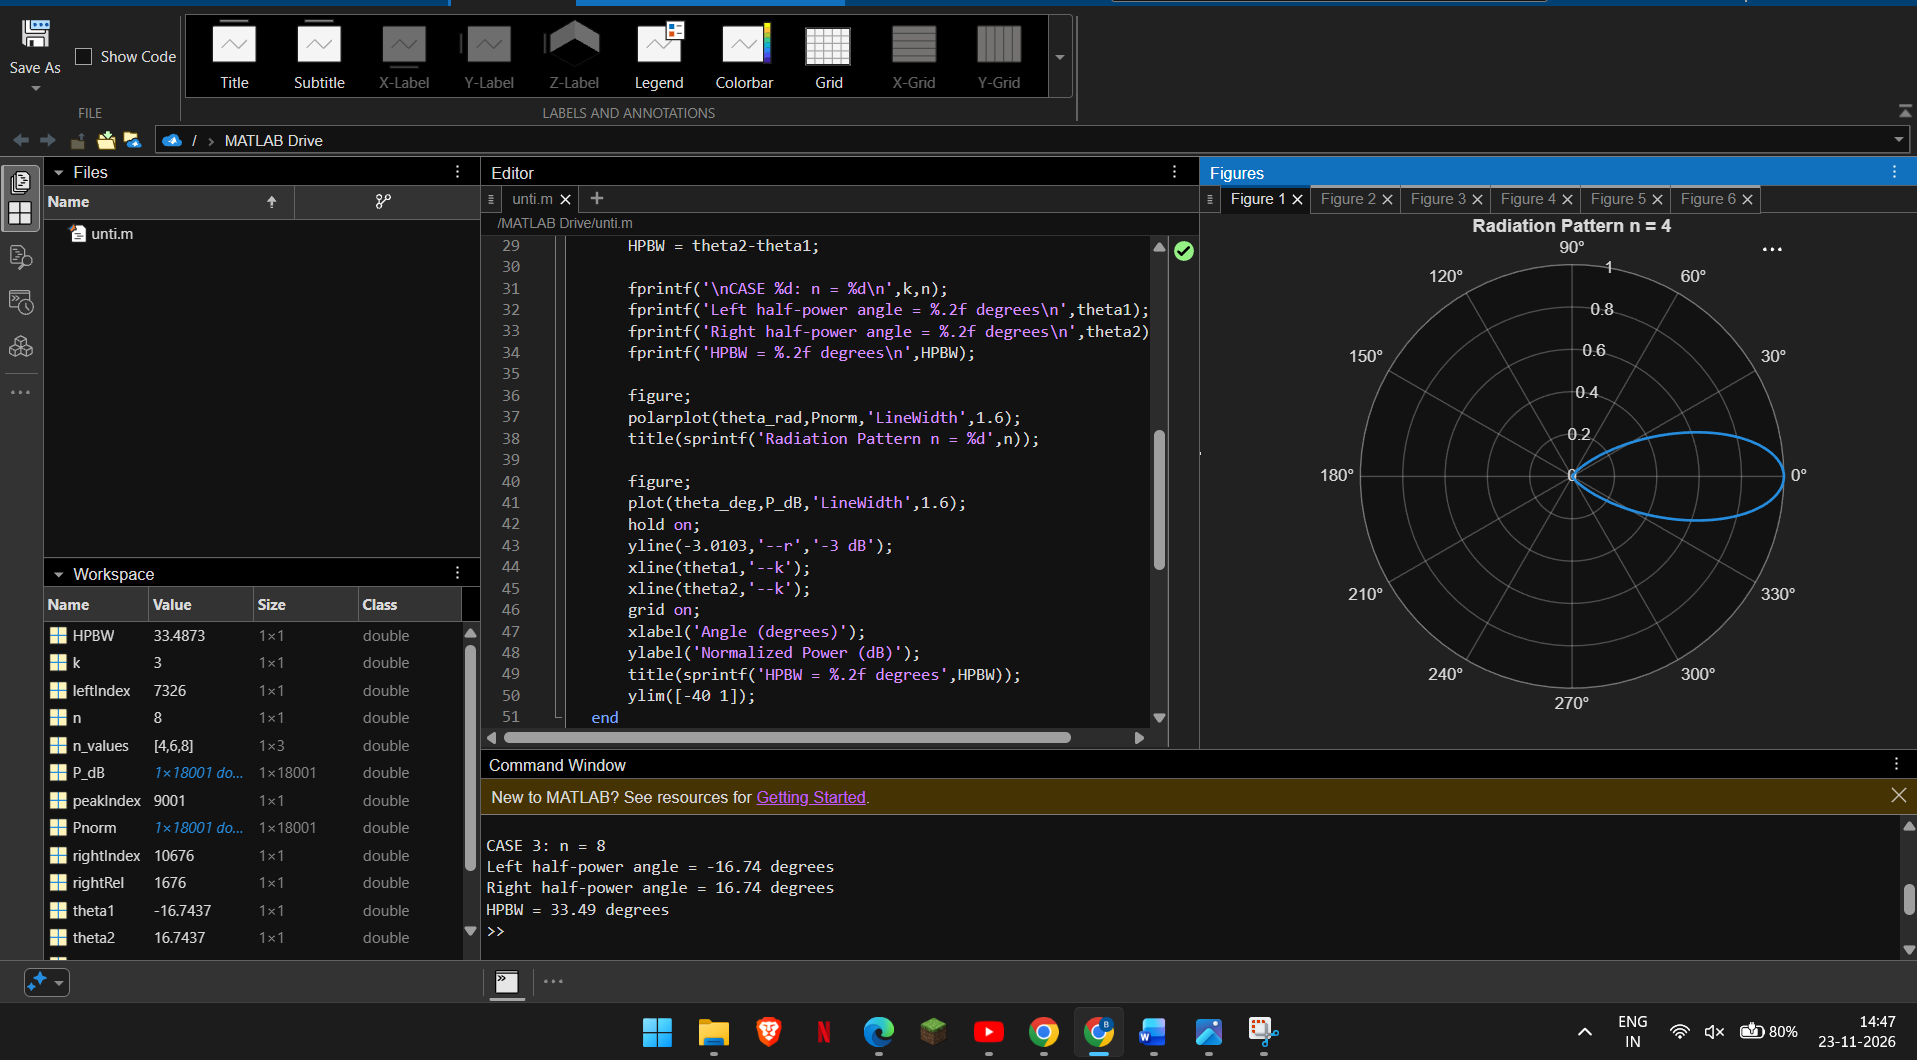 Save As
Show Code
FILE
Title
Subtitle
X-Label
Y-Label
Z-Label
Legend
Colorbar
Grid
X-Grid
Y-Grid
LABELS AND ANNOTATIONS
/ › MATLAB Drive
Files
Name
unti.m
Workspace
Name Value Size Class
HPBW 33.4873 1×1 double
k 3 1×1 double
leftIndex 7326 1×1 double
n 8 1×1 double
n_values [4,6,8] 1×3 double
P_dB 1×18001 do... 1×18001 double
peakIndex 9001 1×1 double
Pnorm 1×18001 do... 1×18001 double
rightIndex 10676 1×1 double
rightRel 1676 1×1 double
theta1 -16.7437 1×1 double
theta2 16.7437 1×1 double
Editor
unti.m
/MATLAB Drive/unti.m
29 HPBW = theta2-theta1;
30
31 fprintf('\nCASE %d: n = %d\n',k,n);
32 fprintf('Left half-power angle = %.2f degrees\n',theta1);
33 fprintf('Right half-power angle = %.2f degrees\n',theta2)
34 fprintf('HPBW = %.2f degrees\n',HPBW);
35
36 figure;
37 polarplot(theta_rad,Pnorm,'LineWidth',1.6);
38 title(sprintf('Radiation Pattern n = %d',n));
39
40 figure;
41 plot(theta_deg,P_dB,'LineWidth',1.6);
42 hold on;
43 yline(-3.0103,'--r','-3 dB');
44 xline(theta1,'--k');
45 xline(theta2,'--k');
46 grid on;
47 xlabel('Angle (degrees)');
48 ylabel('Normalized Power (dB)');
49 title(sprintf('HPBW = %.2f degrees',HPBW));
50 ylim([-40 1]);
51 end
Figures
Figure 1
Figure 2
Figure 3
Figure 4
Figure 5
Figure 6
Radiation Pattern n = 4
90°
120°
1
60°
0.8
150°
0.6
30°
0.4
0.2
180°
0
0°
210°
330°
240°
300°
270°
Command Window
New to MATLAB? See resources for Getting Started.
CASE 3: n = 8
Left half-power angle = -16.74 degrees
Right half-power angle = 16.74 degrees
HPBW = 33.49 degrees
>>
ENG
IN
80%
14:47
23-11-2026